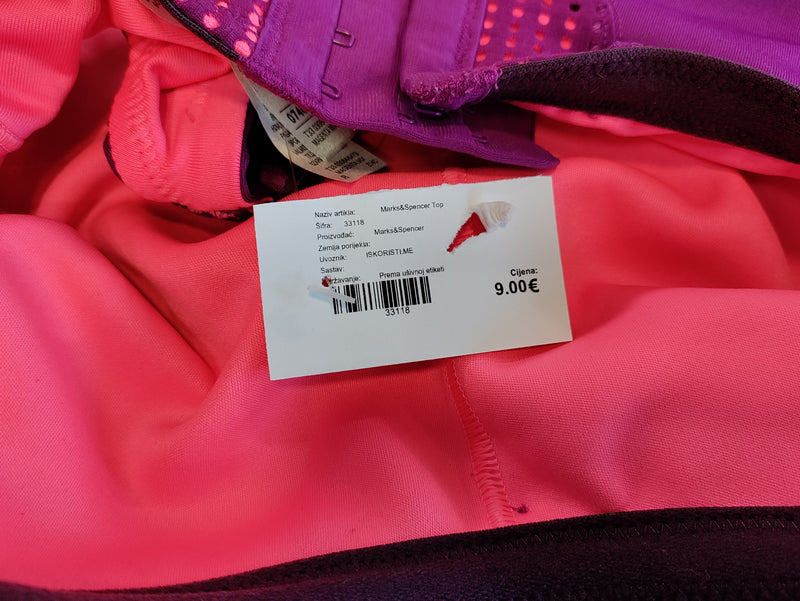 Naziv artikla: Marks&Spencer Top
Šifra: 33118
Proizvođač: Marks&Spencer
Zemlja porijekla:
Uvoznik: ISKORISTI.ME
Sastav:
državanje: Prema ušivnoj etiketi
33118
Cijena:
9.00€